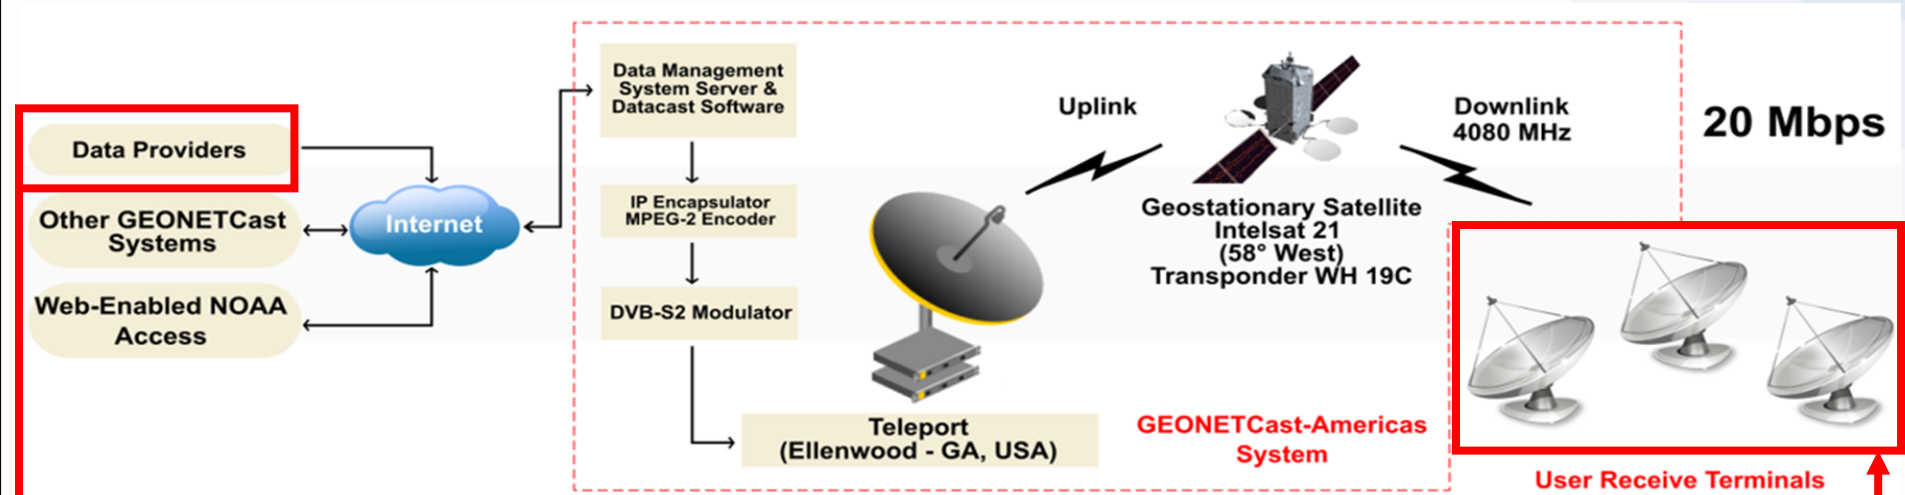 Data Providers
Other GEONETCast
Systems
Web-Enabled NOAA
Access
Internet
Data Management
System Server &
Datacast Software
IP Encapsulator
MPEG-2 Encoder
DVB-S2 Modulator
Teleport
(Ellenwood - GA, USA)
Uplink
Geostationary Satellite
Intelsat 21
(58° West)
Transponder WH 19C
Downlink
4080 MHz
20 Mbps
GEONETCast-Americas
System
User Receive Terminals